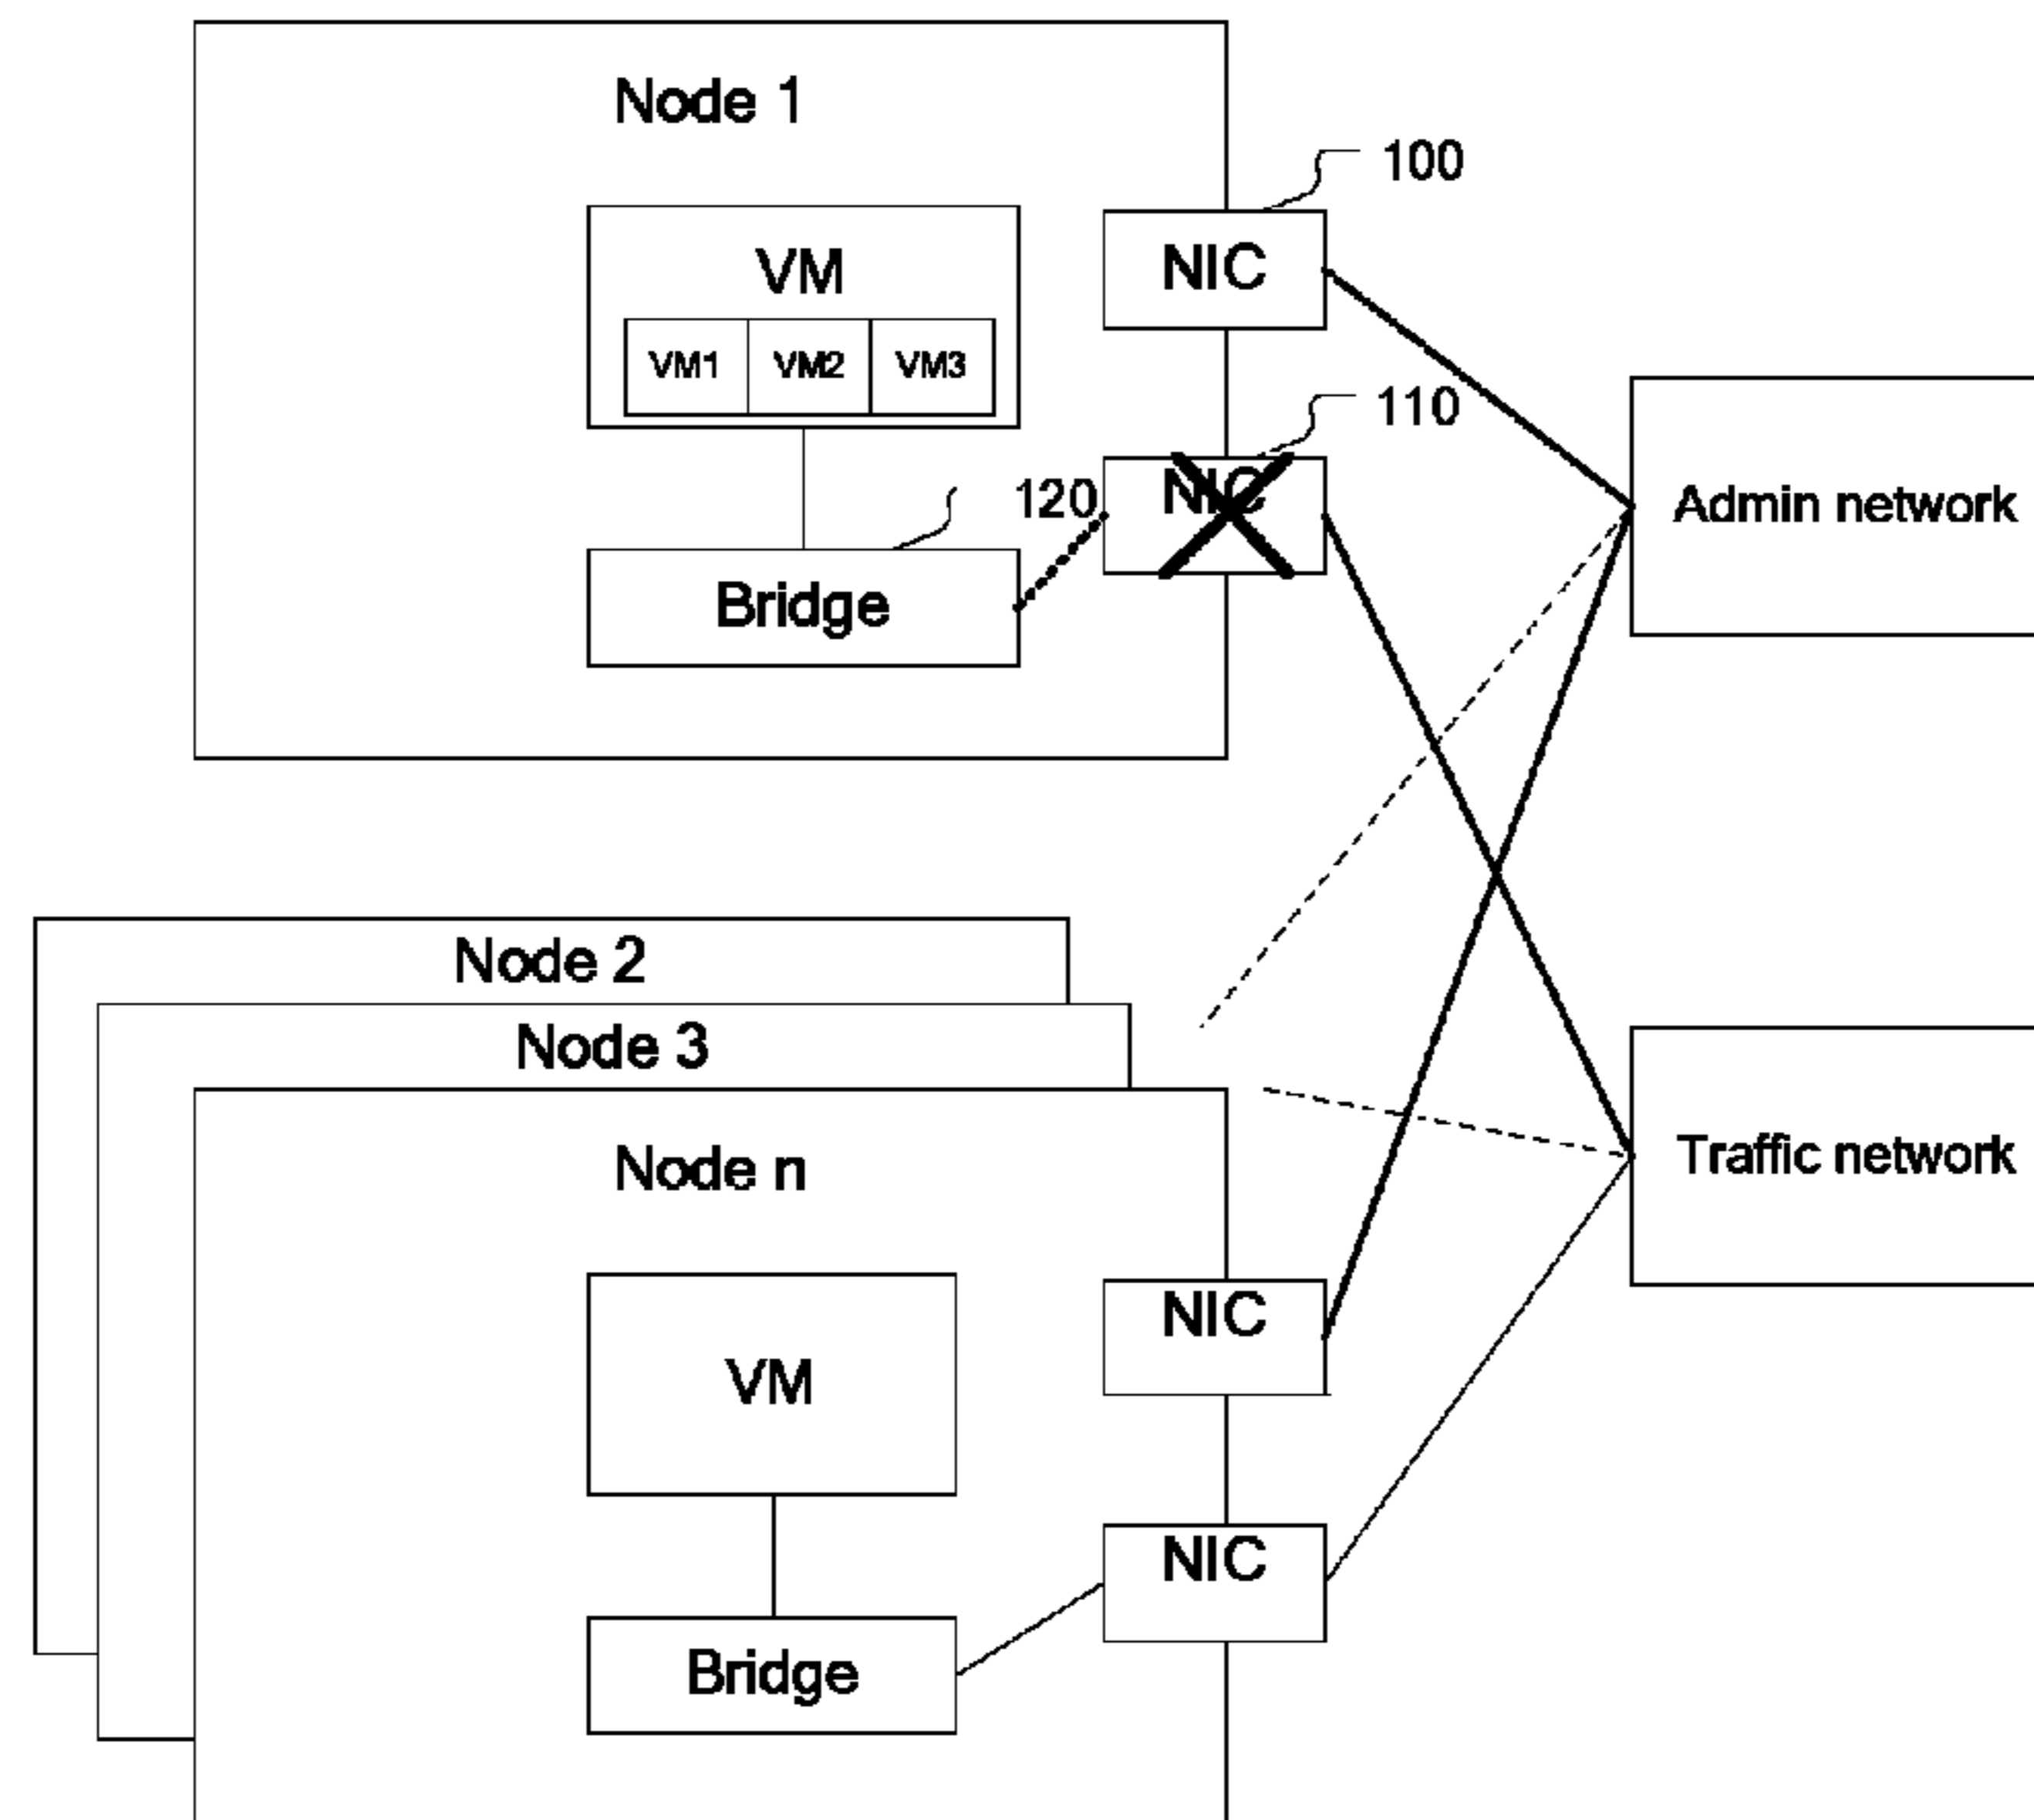 Node 1
100
VM
NIC
VM1 VM2 VM3
110
NIC
120
Admin network
Bridge
Node 2
Node 3
Node n
Traffic network
NIC
VM
NIC
Bridge